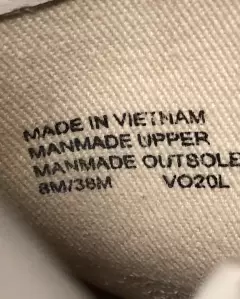 MADE IN VIETNAM
MANMADE UPPER
MANMADE OUTSOLE
8M/38M VO20L